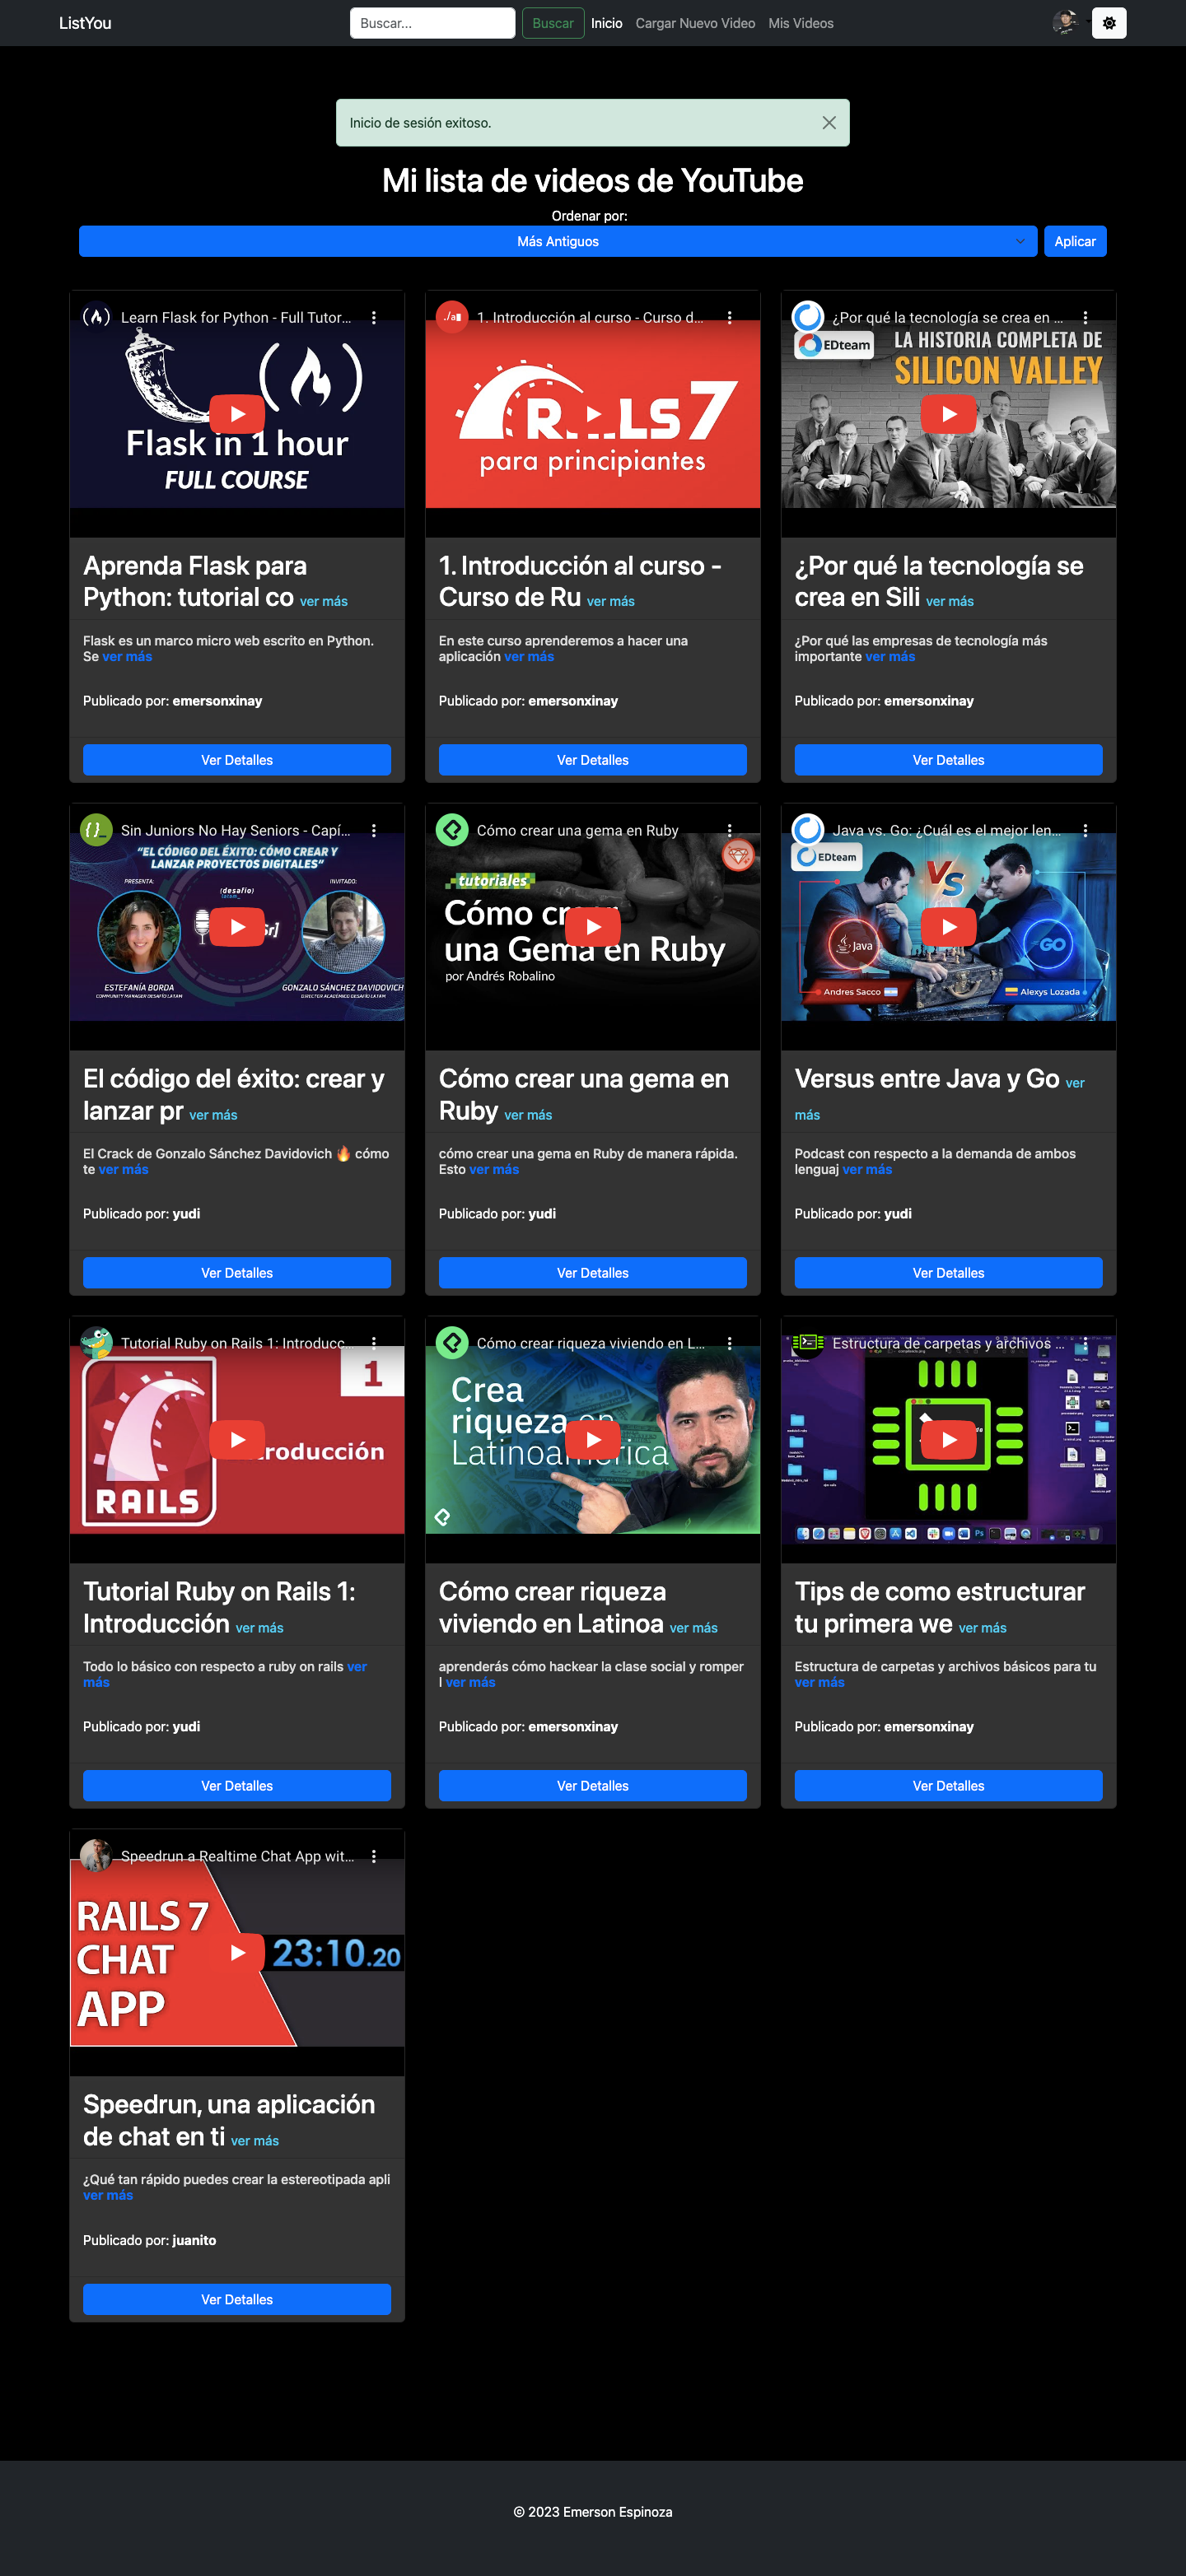 ListYou
Buscar...
Buscar
Inicio
Cargar Nuevo Video
Mis Videos
Inicio de sesión exitoso.
Mi lista de videos de YouTube
Ordenar por:
Más Antiguos
Aplicar
Learn Flask for Python - Full Tutor...
Flask in 1 hour
FULL COURSE
Aprenda Flask para
Python: tutorial co ver más
Flask es un marco micro web escrito en Python.
Se ver más
Publicado por: emersonxinay
Ver Detalles
1. Introducción al curso - Curso d...
RAILS 7
para principiantes
1. Introducción al curso -
Curso de Ru ver más
En este curso aprenderemos a hacer una
aplicación ver más
Publicado por: emersonxinay
Ver Detalles
¿Por qué la tecnología se crea en ...
EDteam
LA HISTORIA COMPLETA DE
SILICON VALLEY
¿Por qué la tecnología se
crea en Sili ver más
¿Por qué las empresas de tecnología más
importante ver más
Publicado por: emersonxinay
Ver Detalles
Sin Juniors No Hay Seniors - Capí...
"EL CÓDIGO DEL ÉXITO: CÓMO CREAR Y
LANZAR PROYECTOS DIGITALES"
PRESENTA:
{desafío)
latam_
INVITADO:
Sr]
ESTEFANÍA BORDA
COMMUNITY MANAGER DESAFÍO LATAM
GONZALO SÁNCHEZ DAVIDOVICH
DIRECTOR ACADÉMICO DESAFÍO LATAM
El código del éxito: crear y
lanzar pr ver más
El Crack de Gonzalo Sánchez Davidovich 🔥 cómo
te ver más
Publicado por: yudi
Ver Detalles
Cómo crear una gema en Ruby
tutoriales
Cómo crear
una Gema en Ruby
por Andrés Robalino
Cómo crear una gema en
Ruby ver más
cómo crear una gema en Ruby de manera rápida.
Esto ver más
Publicado por: yudi
Ver Detalles
Java vs. Go: ¿Cuál es el mejor len...
EDteam
VS
Java
GO
Andres Sacco
Alexys Lozada
Versus entre Java y Go ver
más
Podcast con respecto a la demanda de ambos
lenguaj ver más
Publicado por: yudi
Ver Detalles
Tutorial Ruby on Rails 1: Introducc...
1
troducción
RAILS
Tutorial Ruby on Rails 1:
Introducción ver más
Todo lo básico con respecto a ruby on rails ver
más
Publicado por: yudi
Ver Detalles
Cómo crear riqueza viviendo en L...
Crea
riqueza en
Latinoamérica
Cómo crear riqueza
viviendo en Latinoa ver más
aprenderás cómo hackear la clase social y romper
l ver más
Publicado por: emersonxinay
Ver Detalles
Estructura de carpetas y archivos ...
Tips de como estructurar
tu primera we ver más
Estructura de carpetas y archivos básicos para tu
ver más
Publicado por: emersonxinay
Ver Detalles
Speedrun a Realtime Chat App wit...
RAILS 7
CHAT
APP
23:10.20
Speedrun, una aplicación
de chat en ti ver más
¿Qué tan rápido puedes crear la estereotipada apli
ver más
Publicado por: juanito
Ver Detalles
© 2023 Emerson Espinoza